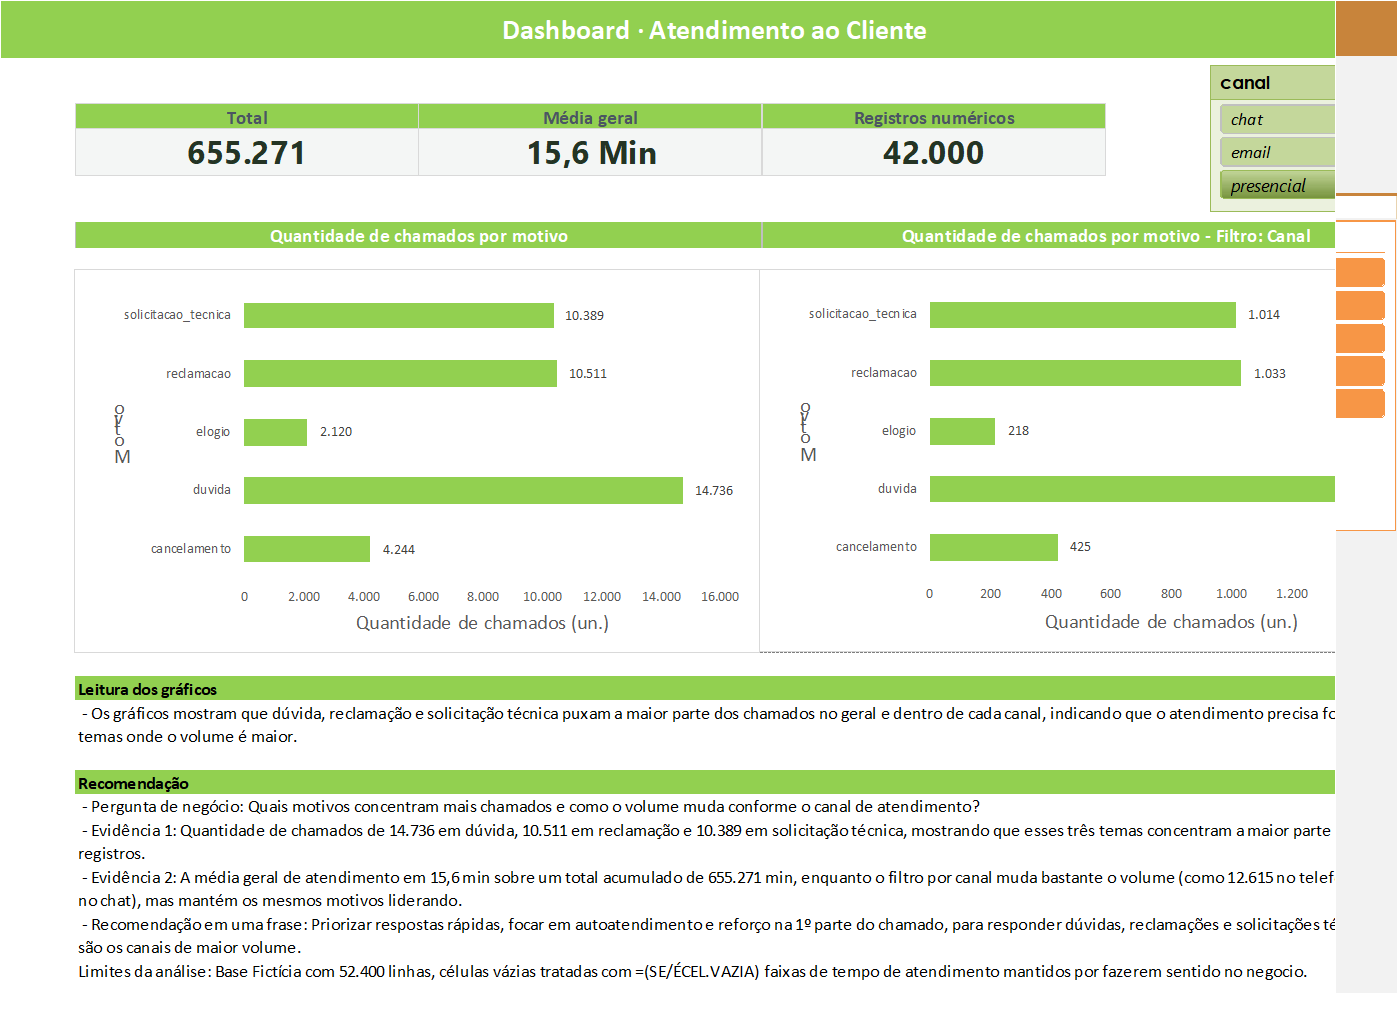 Dashboard · Atendimento ao Cliente
canal
chat
email
presencial
Total
Média geral
Registros numéricos
655.271
15,6 Min
42.000
Quantidade de chamados por motivo
Quantidade de chamados por motivo - Filtro: Canal
solicitacao_tecnica
10.389
reclamacao
10.511
elogio
2.120
duvida
14.736
cancelamento
4.244
Motivo
0 2.000 4.000 6.000 8.000 10.000 12.000 14.000 16.000
Quantidade de chamados (un.)
solicitacao_tecnica
1.014
reclamacao
1.033
elogio
218
duvida
cancelamento
425
Motivo
0 200 400 600 800 1.000 1.200
Quantidade de chamados (un.)
Leitura dos gráficos
- Os gráficos mostram que dúvida, reclamação e solicitação técnica puxam a maior parte dos chamados no geral e dentro de cada canal, indicando que o atendimento precisa fo
temas onde o volume é maior.
Recomendação
- Pergunta de negócio: Quais motivos concentram mais chamados e como o volume muda conforme o canal de atendimento?
- Evidência 1: Quantidade de chamados de 14.736 em dúvida, 10.511 em reclamação e 10.389 em solicitação técnica, mostrando que esses três temas concentram a maior parte
registros.
- Evidência 2: A média geral de atendimento em 15,6 min sobre um total acumulado de 655.271 min, enquanto o filtro por canal muda bastante o volume (como 12.615 no telef
no chat), mas mantém os mesmos motivos liderando.
- Recomendação em uma frase: Priorizar respostas rápidas, focar em autoatendimento e reforço na 1º parte do chamado, para responder dúvidas, reclamações e solicitações té
são os canais de maior volume.
Limites da análise: Base Fictícia com 52.400 linhas, células vázias tratadas com =(SE/ÉCEL.VAZIA) faixas de tempo de atendimento mantidos por fazerem sentido no negocio.